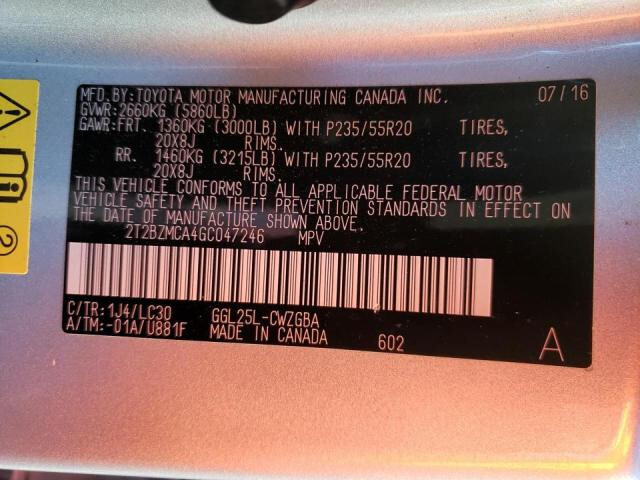 MFD. BY: TOYOTA MOTOR MANUFACTURING CANADA INC. 07/16
GVWR: 2660KG (5860LB)
GAWR: FRT. 1360KG (3000LB) WITH P235/55R20 TIRES,
20X8J RIMS.
RR. 1460KG (3215LB) WITH P235/55R20 TIRES,
20X8J RIMS.
THIS VEHICLE CONFORMS TO ALL APPLICABLE FEDERAL MOTOR
VEHICLE SAFETY AND THEFT PREVENTION STANDARDS IN EFFECT ON
THE DATE OF MANUFACTURE SHOWN ABOVE.
2T2BZMCA4GC047246 MPV
C/TR: 1J4/LC30 GGL25L-CWZGBA
A/TM: -01A/U881F MADE IN CANADA 602 A
2